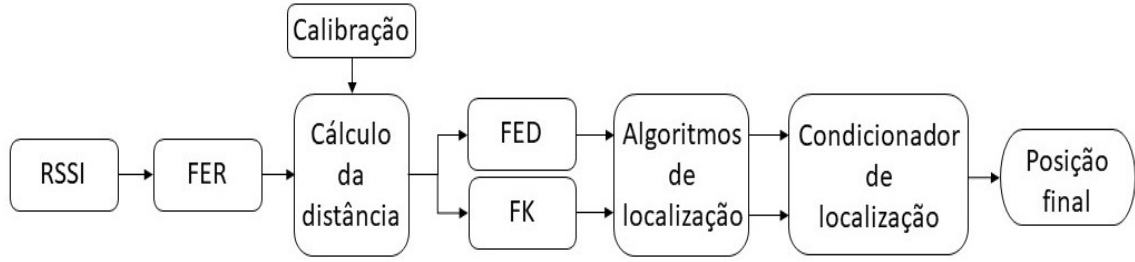 Calibração
RSSI
FER
Cálculo
da
distância
FED
FK
Algoritmos
de
localização
Condicionador
de
localização
Posição
final